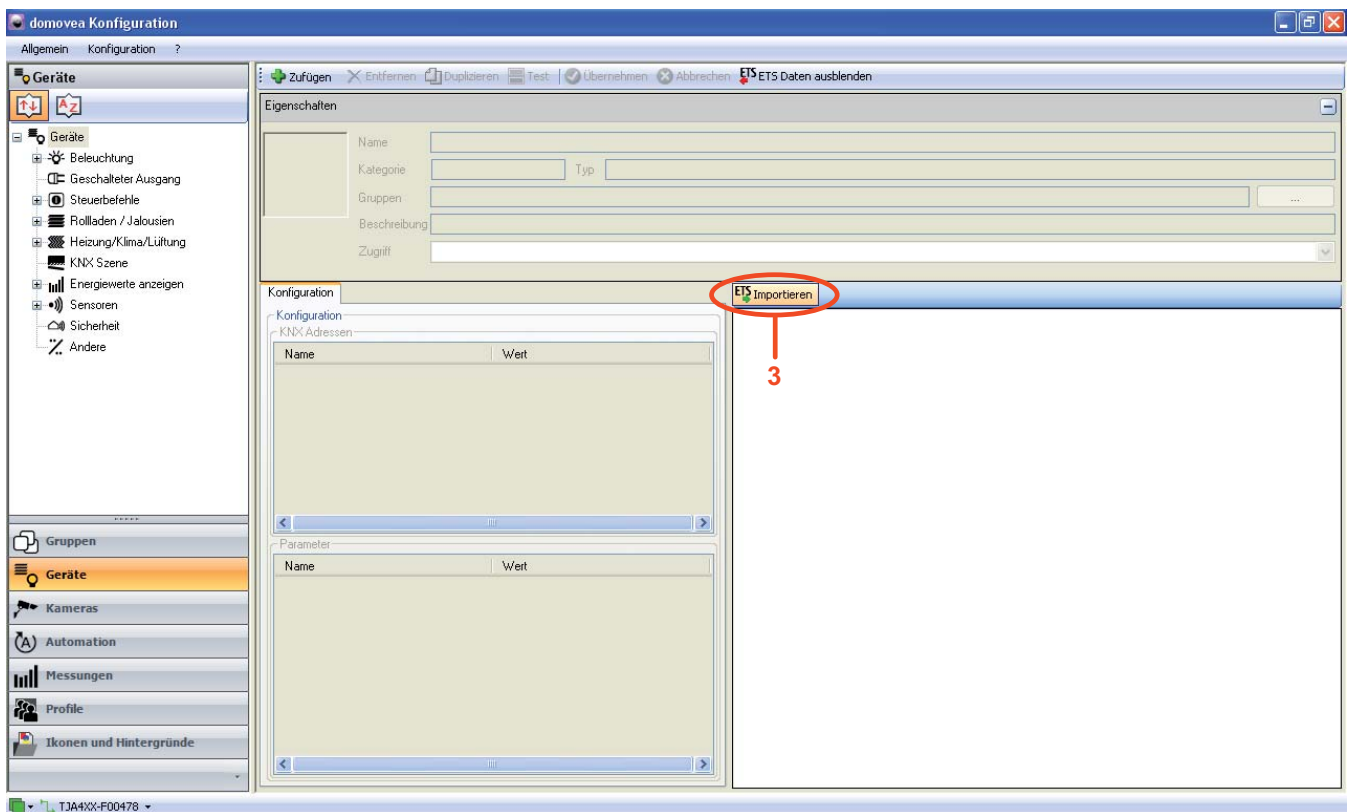 domovea Konfiguration
Allgemein Konfiguration ?
Geräte
Zufügen Entfernen Duplizieren Test Übernehmen Abbrechen ETS ETS Daten ausblenden
AZ
Eigenschaften
Name
Kategorie Typ
Gruppen ...
Beschreibung
Zugriff
Geräte
Beleuchtung
Geschalteter Ausgang
Steuerbefehle
Rollladen / Jalousien
Heizung/Klima/Lüftung
KNX Szene
Energiewerte anzeigen
Sensoren
Sicherheit
Andere
Konfiguration
ETS Importieren
3
Konfiguration
KNX Adressen
Name Wert
Parameter
Name Wert
Gruppen
Geräte
Kameras
Automation
Messungen
Profile
Ikonen und Hintergründe
TJA4XX-F00478